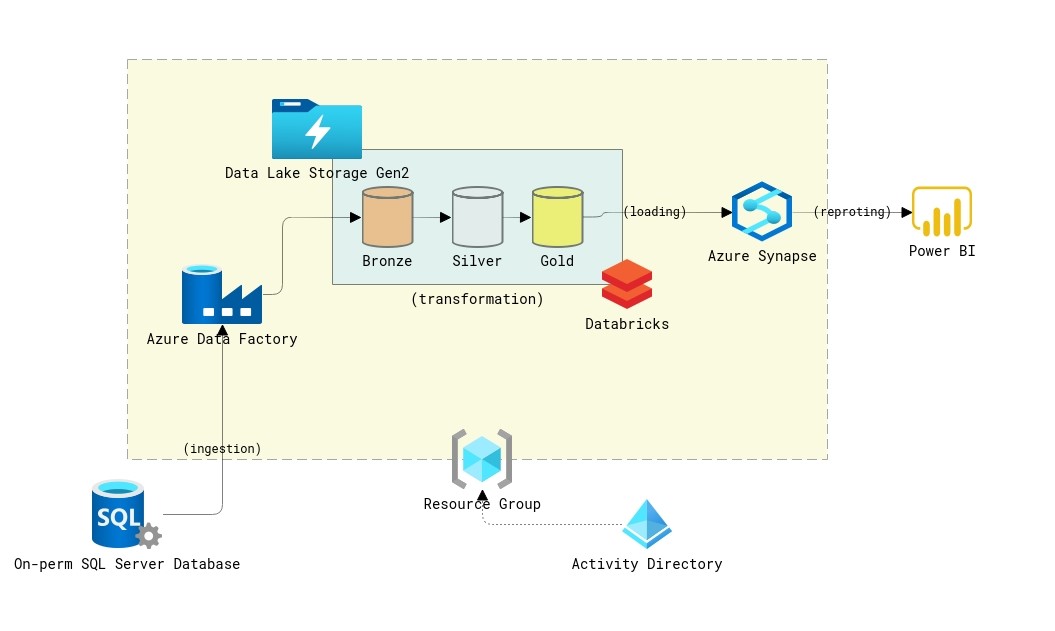 Data Lake Storage Gen2
Bronze
Silver
Gold
(transformation)
Databricks
(loading)
Azure Synapse
(reproting)
Power BI
Azure Data Factory
(ingestion)
SQL
On-perm SQL Server Database
Resource Group
Activity Directory